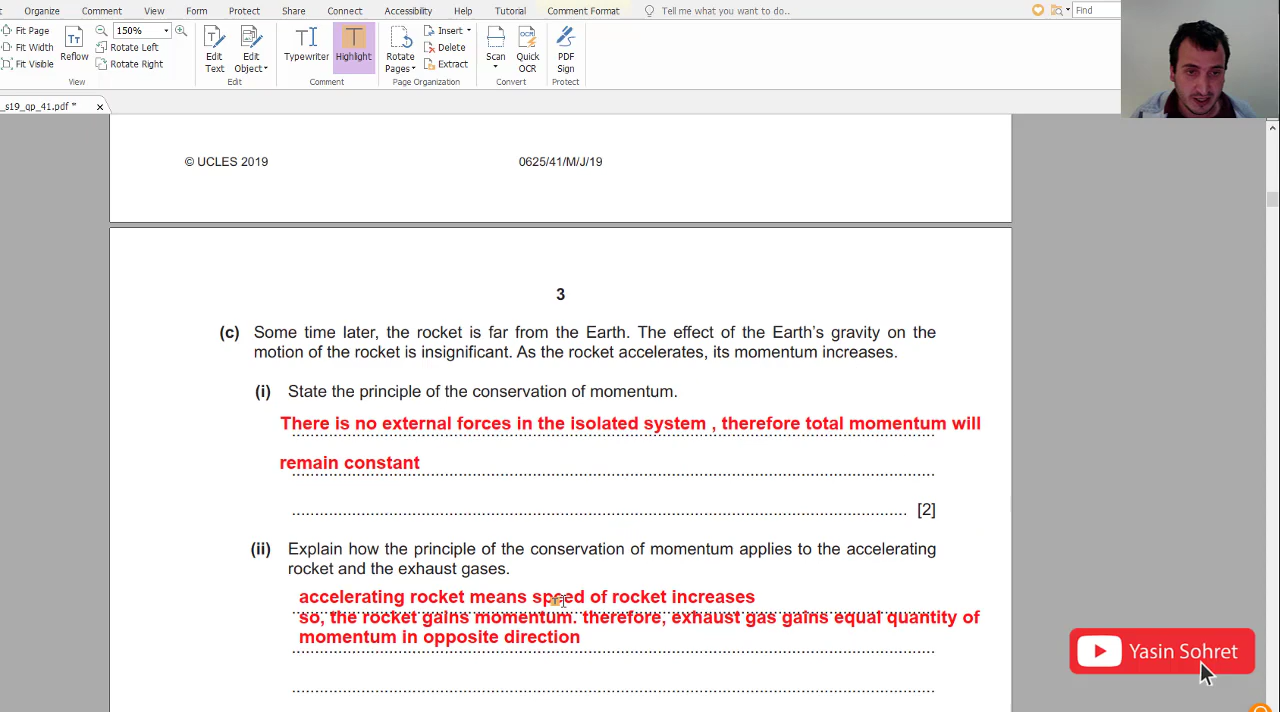 Organize Comment View Form Protect Share Connect Accessibility Help Tutorial Comment Format Tell me what you want to do..
Fit Page 150% Insert Find
Fit Width Rotate Left Delete
Fit Visible Reflow Rotate Right Edit Text Edit Object Typewriter Highlight Rotate Pages Extract Scan Quick OCR PDF Sign
View Edit Comment Page Organization Convert Protect
_s19_qp_41.pdf *
© UCLES 2019 0625/41/M/J/19
3
(c) Some time later, the rocket is far from the Earth. The effect of the Earth's gravity on the
motion of the rocket is insignificant. As the rocket accelerates, its momentum increases.
(i) State the principle of the conservation of momentum.
There is no external forces in the isolated system , therefore total momentum will
remain constant
[2]
(ii) Explain how the principle of the conservation of momentum applies to the accelerating
rocket and the exhaust gases.
accelerating rocket means speed of rocket increases
so, the rocket gains momentum. therefore, exhaust gas gains equal quantity of
momentum in opposite direction
Yasin Sohret